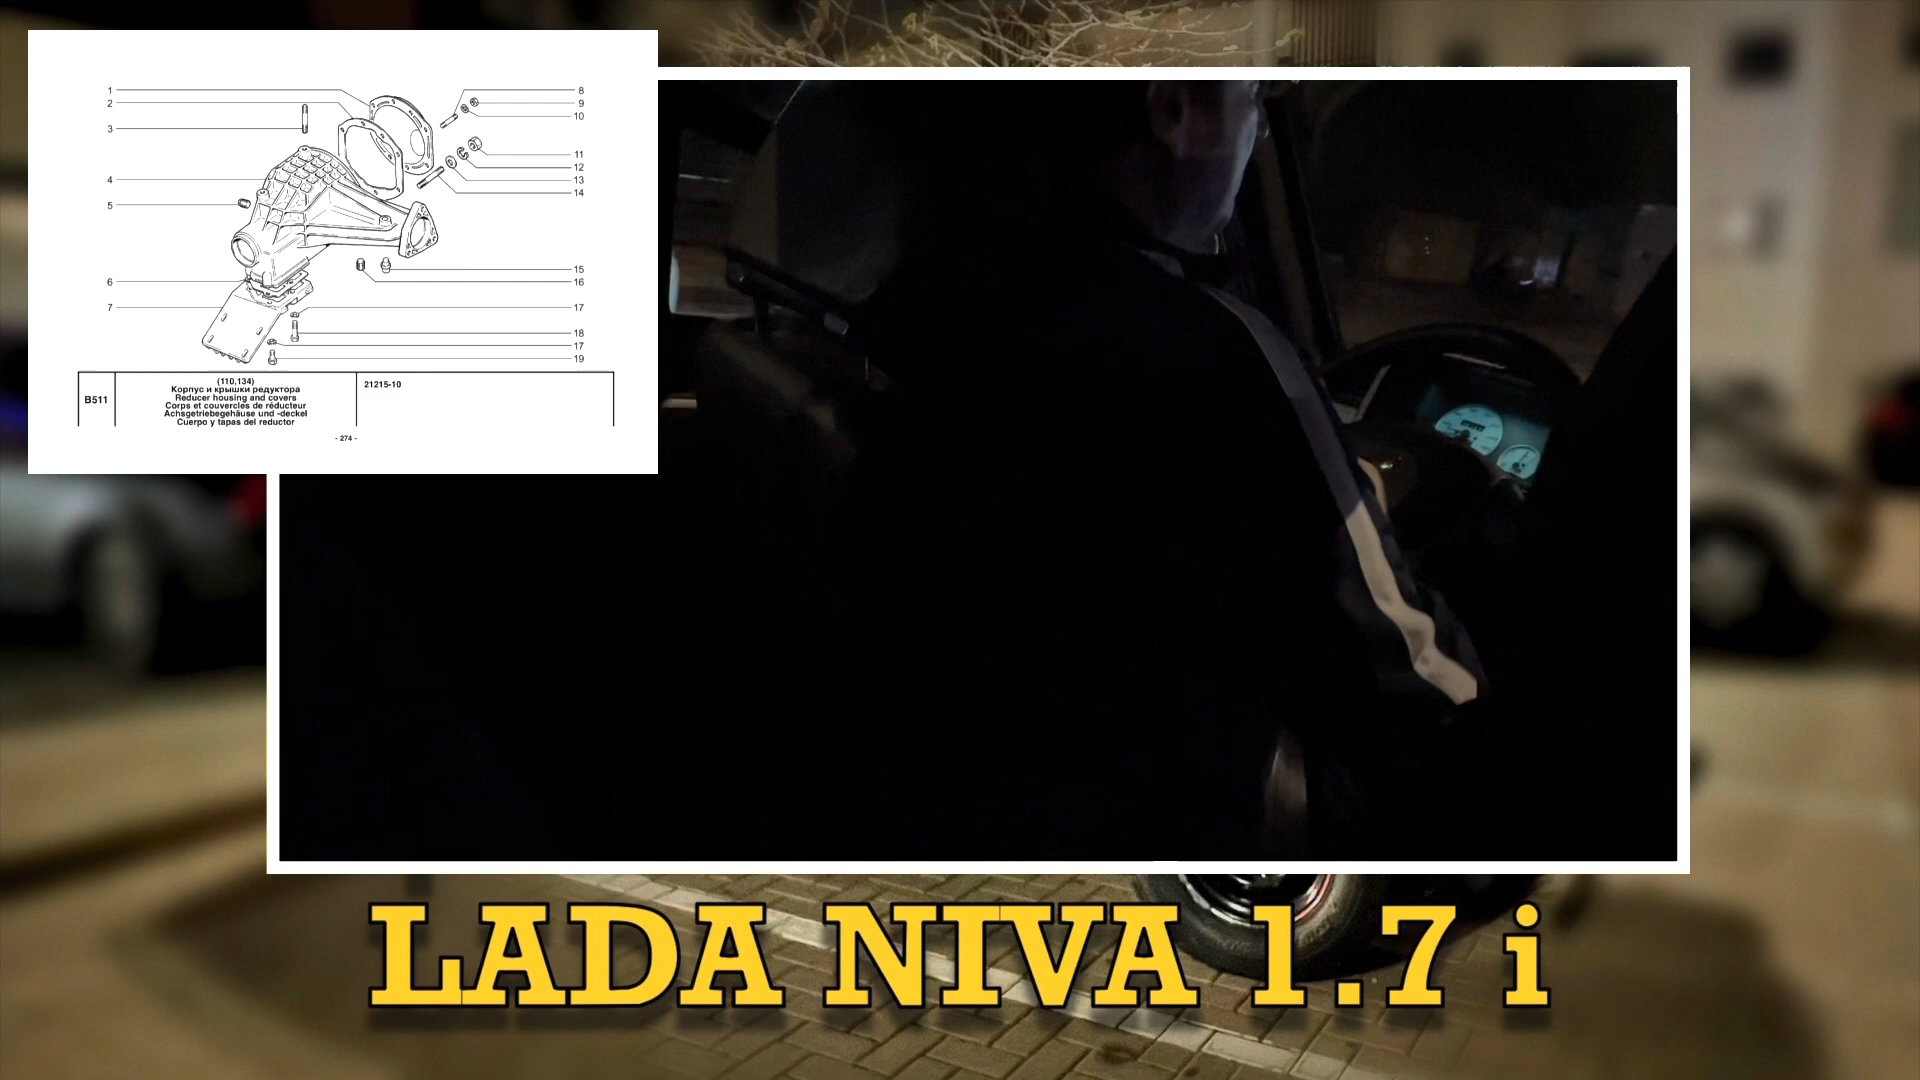 1
2
3
4
5
6
7
8
9
10
11
12
13
14
15
16
17
18
17
19
B511
(110,134)
Корпус и крышки редуктора
Reducer housing and covers
Corps et couvercles de réducteur
Achsgetriebegehäuse und -deckel
Cuerpo y tapas del reductor
21215-10
- 274 -
LADA NIVA 1.7 i